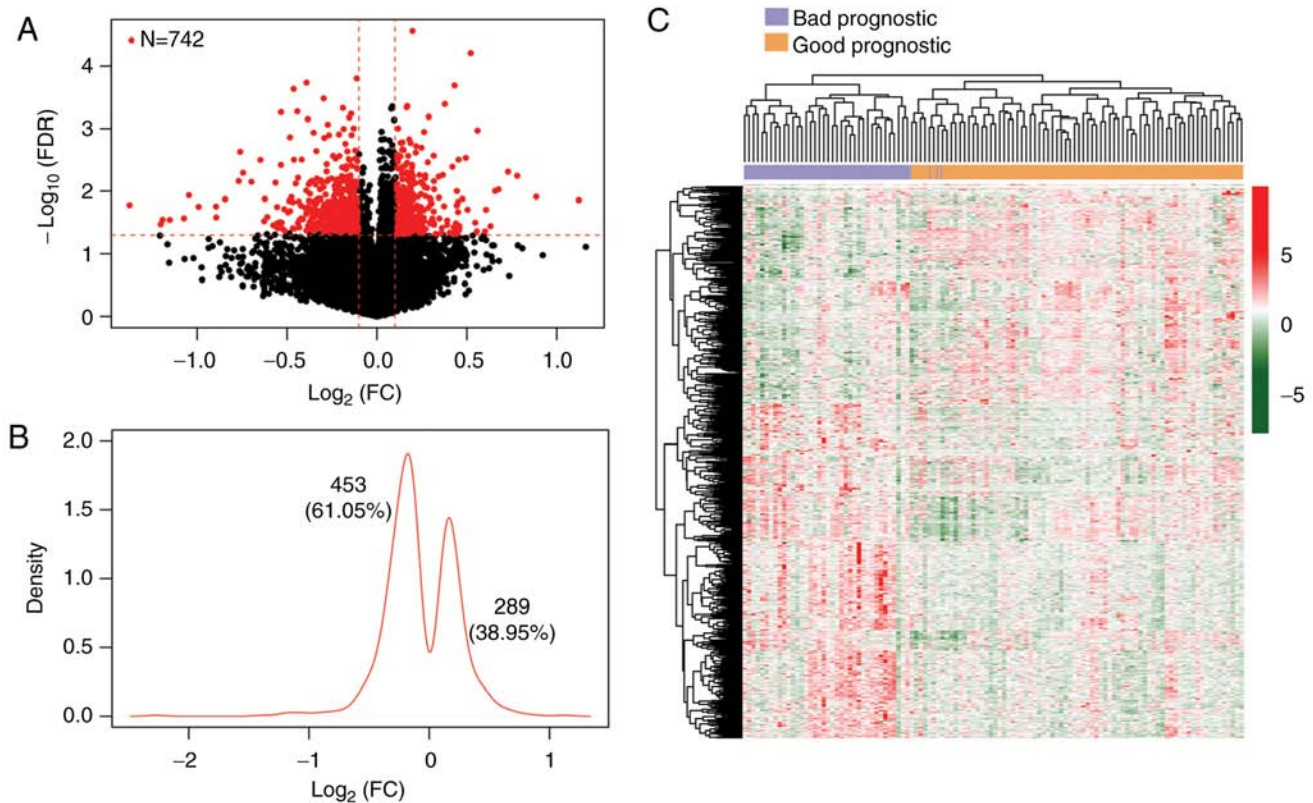 A
N=742
4
3
2
1
0
−Log10 (FDR)
−1.0 −0.5 0.0 0.5 1.0
Log2 (FC)
B
2.0
1.5
1.0
0.5
0.0
Density
453
(61.05%)
289
(38.95%)
−2 −1 0 1
Log2 (FC)
C
Bad prognostic
Good prognostic
5
0
−5